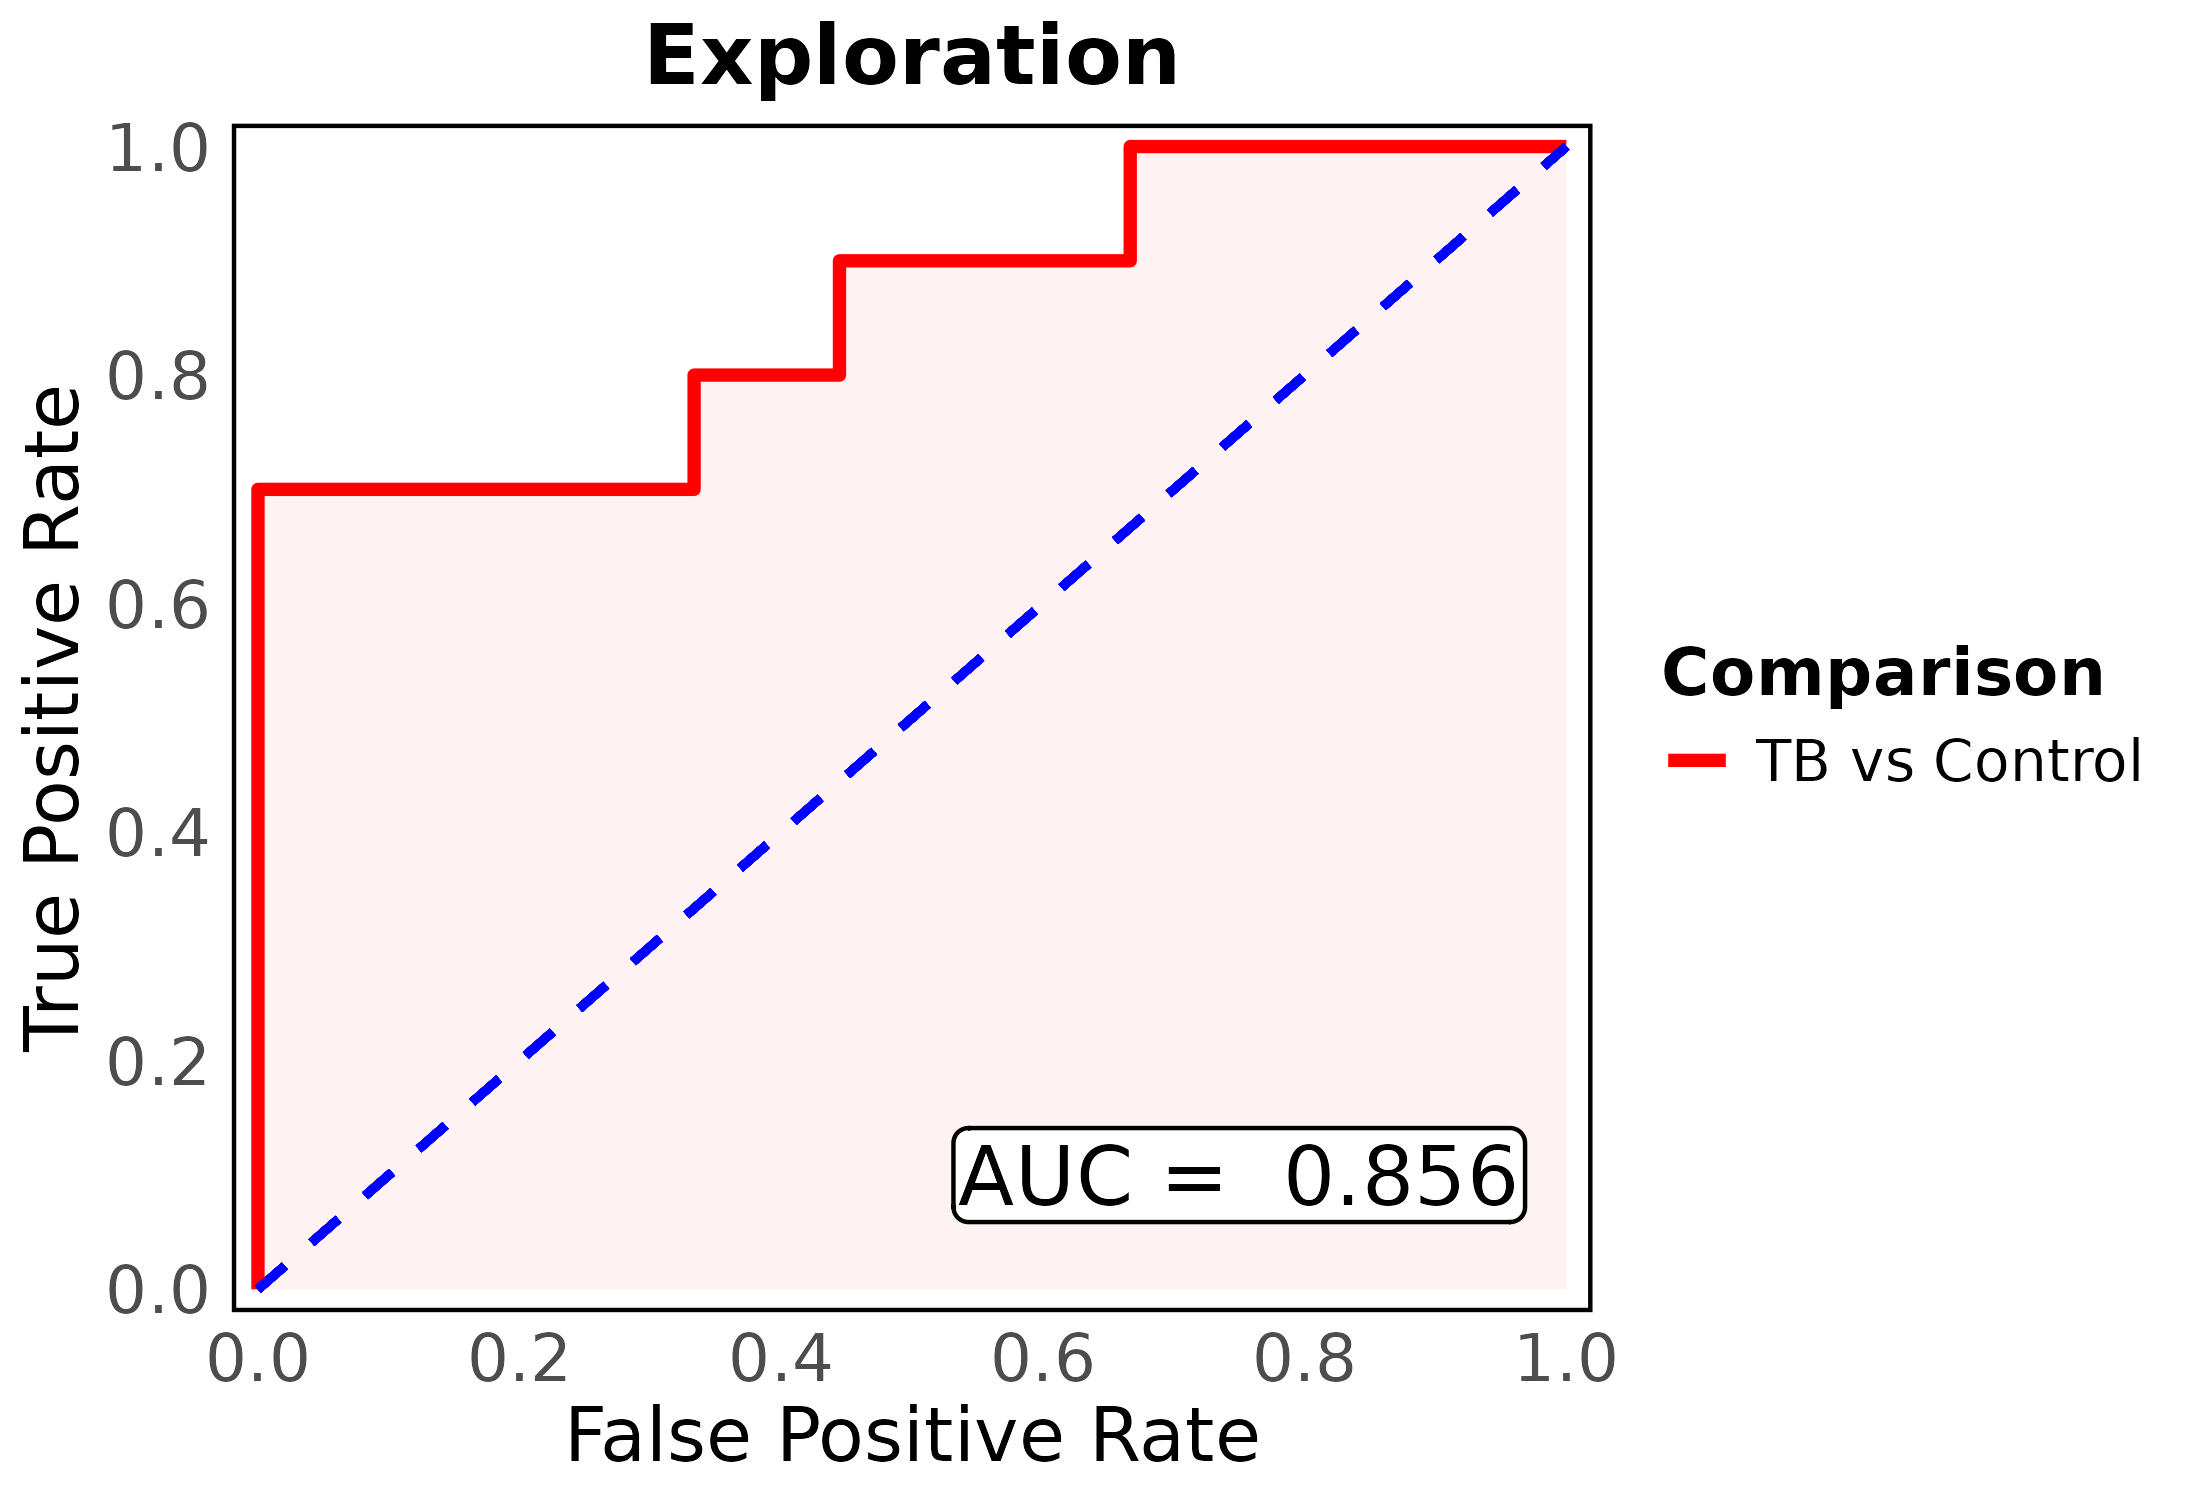 Exploration
1.0
0.8
0.6
0.4
0.2
0.0
True Positive Rate
AUC =  0.856
0.0 0.2 0.4 0.6 0.8 1.0
False Positive Rate
Comparison
TB vs Control